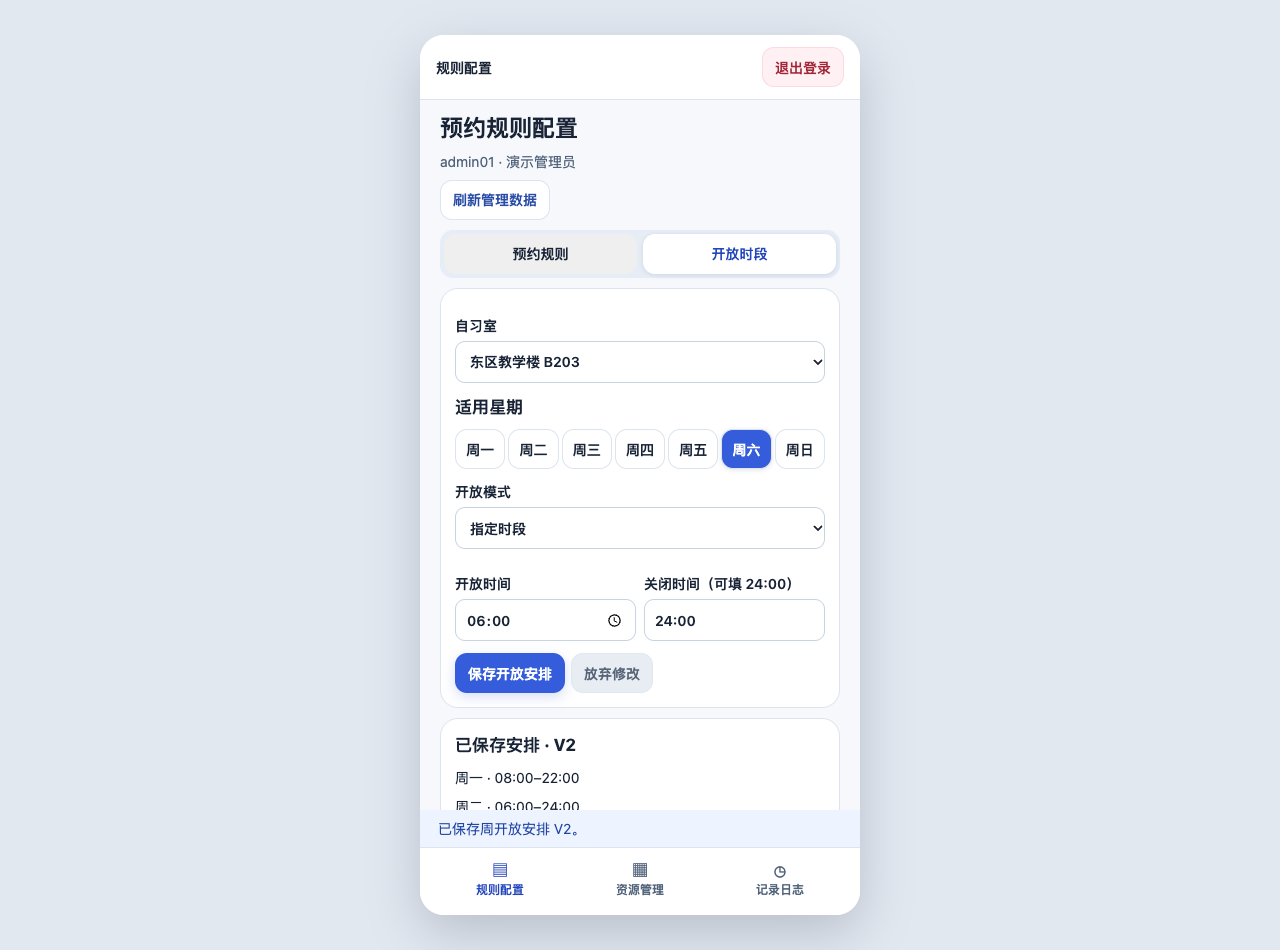 规则配置
退出登录
预约规则配置
admin01 · 演示管理员
刷新管理数据
预约规则
开放时段
自习室
东区教学楼 B203
适用星期
周一 周二 周三 周四 周五 周六 周日
开放模式
指定时段
开放时间
关闭时间（可填 24:00）
06:00
24:00
保存开放安排
放弃修改
已保存安排 · V2
周一 · 08:00–22:00
周二 · 06:00–24:00
已保存周开放安排 V2。
规则配置
资源管理
记录日志